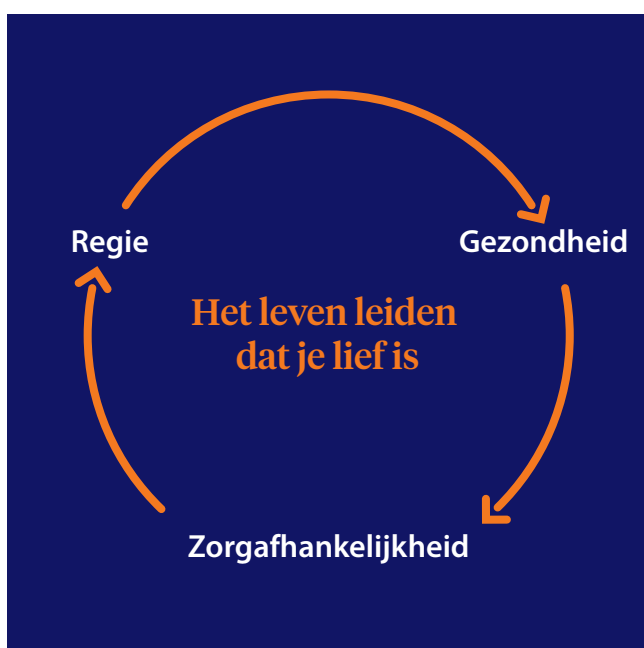 Regie
Gezondheid
Het leven leiden
dat je lief is
Zorgafhankelijkheid